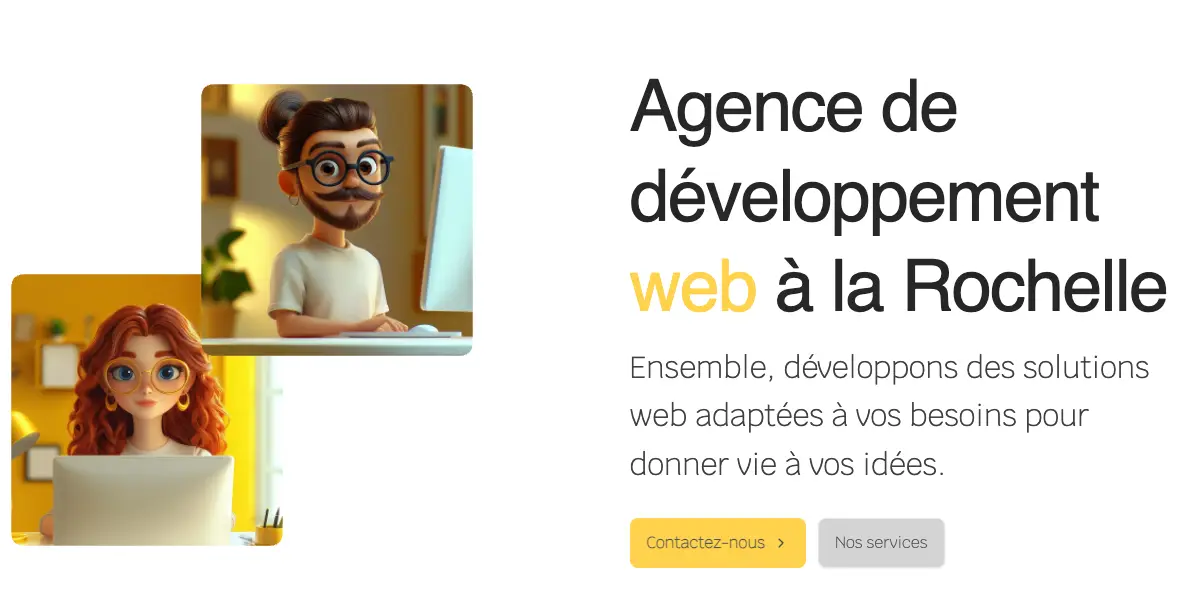 Agence de
développement
web à la Rochelle
Ensemble, développons des solutions
web adaptées à vos besoins pour
donner vie à vos idées.
Contactez-nous
Nos services